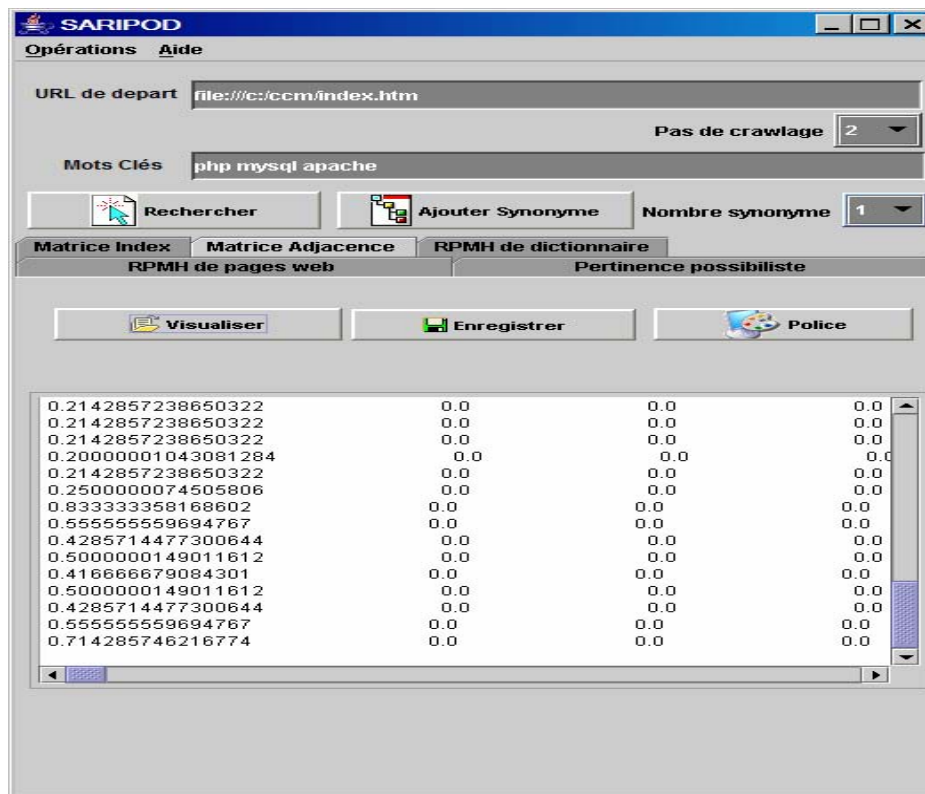 SARIPOD
Opérations Aide
URL de depart file:///c:/ccm/index.htm
Pas de crawlage 2
Mots Clés php mysql apache
Rechercher Ajouter Synonyme Nombre synonyme 1
Matrice Index Matrice Adjacence RPMH de dictionnaire
RPMH de pages web Pertinence possibiliste
Visualiser Enregistrer Police
0.2142857238650322 0.0 0.0 0.0
0.2142857238650322 0.0 0.0 0.0
0.2142857238650322 0.0 0.0 0.0
0.20000001043081284 0.0 0.0 0.0
0.2142857238650322 0.0 0.0 0.0
0.2500000074505806 0.0 0.0 0.0
0.8333333358168602 0.0 0.0 0.0
0.555555559694767 0.0 0.0 0.0
0.4285714477300644 0.0 0.0 0.0
0.5000000149011612 0.0 0.0 0.0
0.416666679084301 0.0 0.0 0.0
0.5000000149011612 0.0 0.0 0.0
0.4285714477300644 0.0 0.0 0.0
0.555555559694767 0.0 0.0 0.0
0.714285746216774 0.0 0.0 0.0